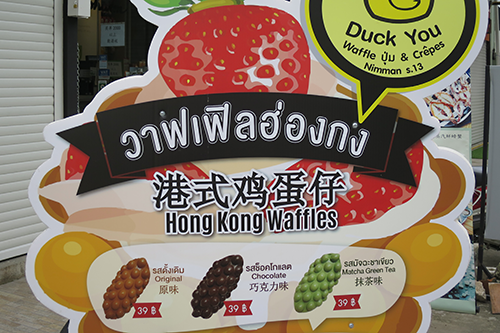 Duck You
Waffle ปุ่ม & Crêpes
Nimman s.13
วาฟเฟิลฮ่องกง
港式鸡蛋仔
Hong Kong Waffles
รสดั้งเดิม
Original
原味
39 ฿
รสช็อคโกแลต
Chocolate
巧克力味
39 ฿
รสมัจฉะชาเขียว
Matcha Green Tea
抹茶味
39 ฿